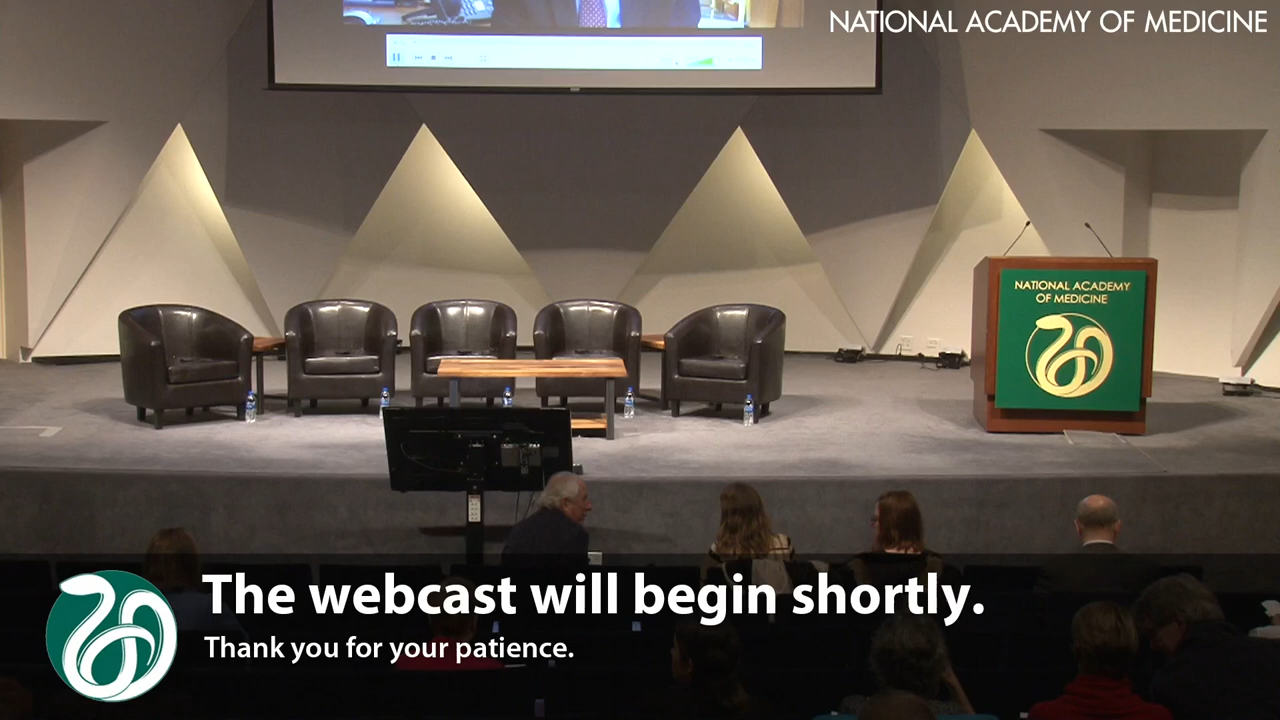 NATIONAL ACADEMY OF MEDICINE
NATIONAL ACADEMY
OF MEDICINE
The webcast will begin shortly.
Thank you for your patience.